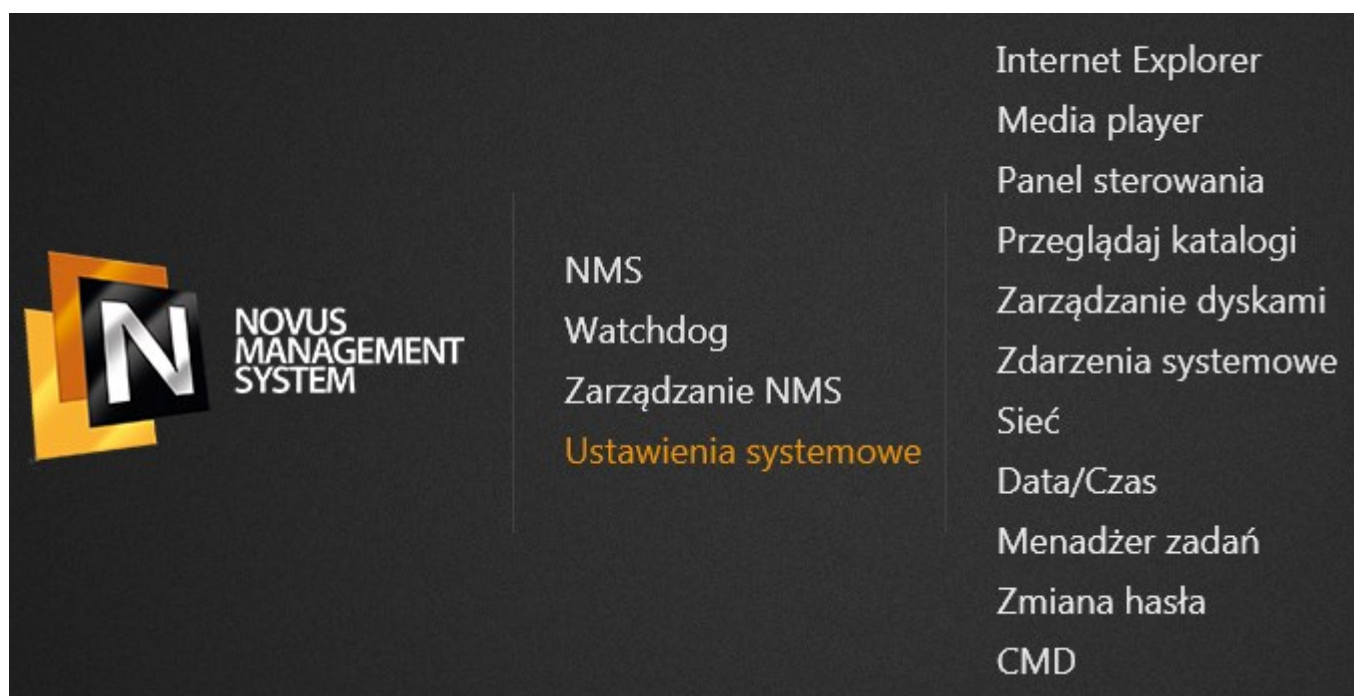 N
NOVUS
MANAGEMENT
SYSTEM
NMS
Watchdog
Zarządzanie NMS
Ustawienia systemowe
Internet Explorer
Media player
Panel sterowania
Przeglądaj katalogi
Zarządzanie dyskami
Zdarzenia systemowe
Sieć
Data/Czas
Menadżer zadań
Zmiana hasła
CMD